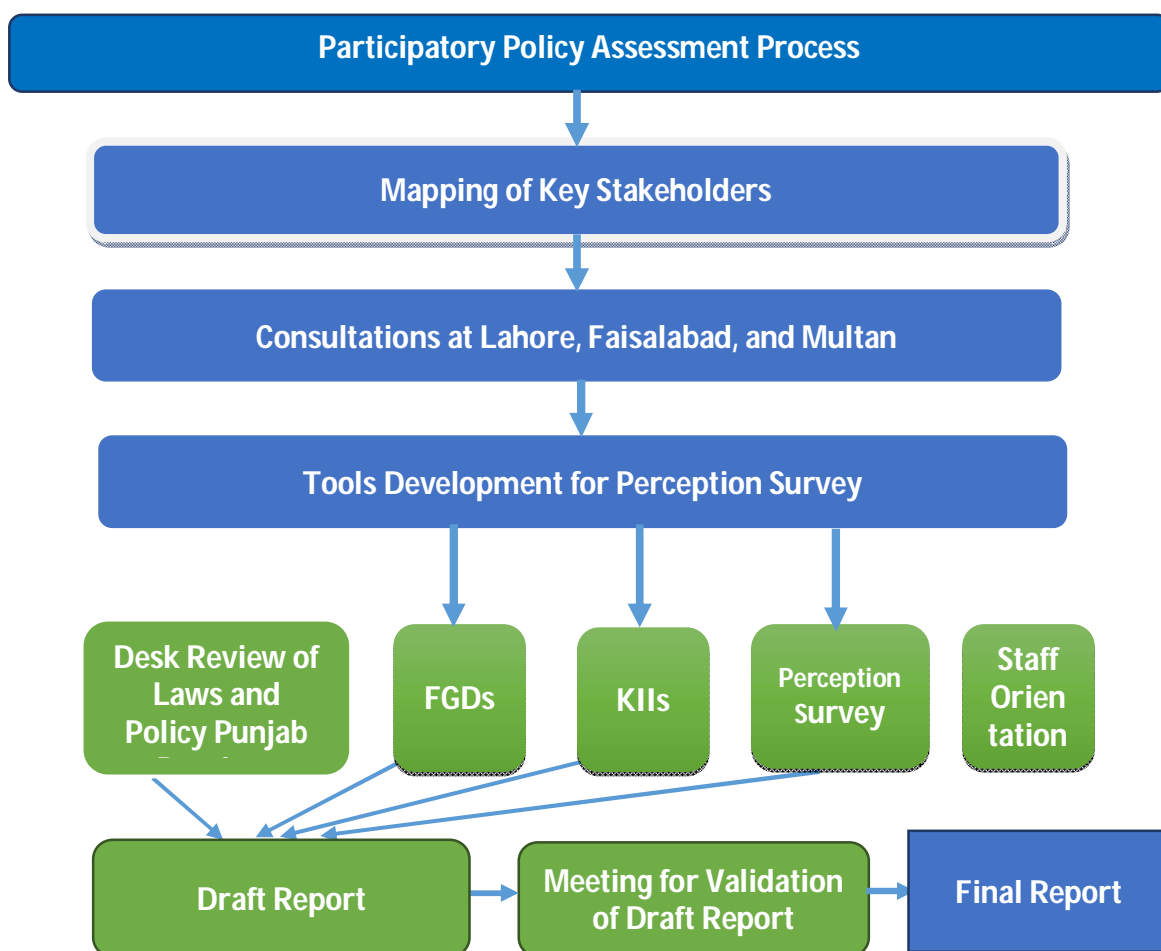 Participatory Policy Assessment Process
Mapping of Key Stakeholders
Consultations at Lahore, Faisalabad, and Multan
Tools Development for Perception Survey
Desk Review of
Laws and
Policy Punjab
FGDs
KIIs
Perception
Survey
Staff
Orien
tation
Draft Report
Meeting for Validation
of Draft Report
Final Report